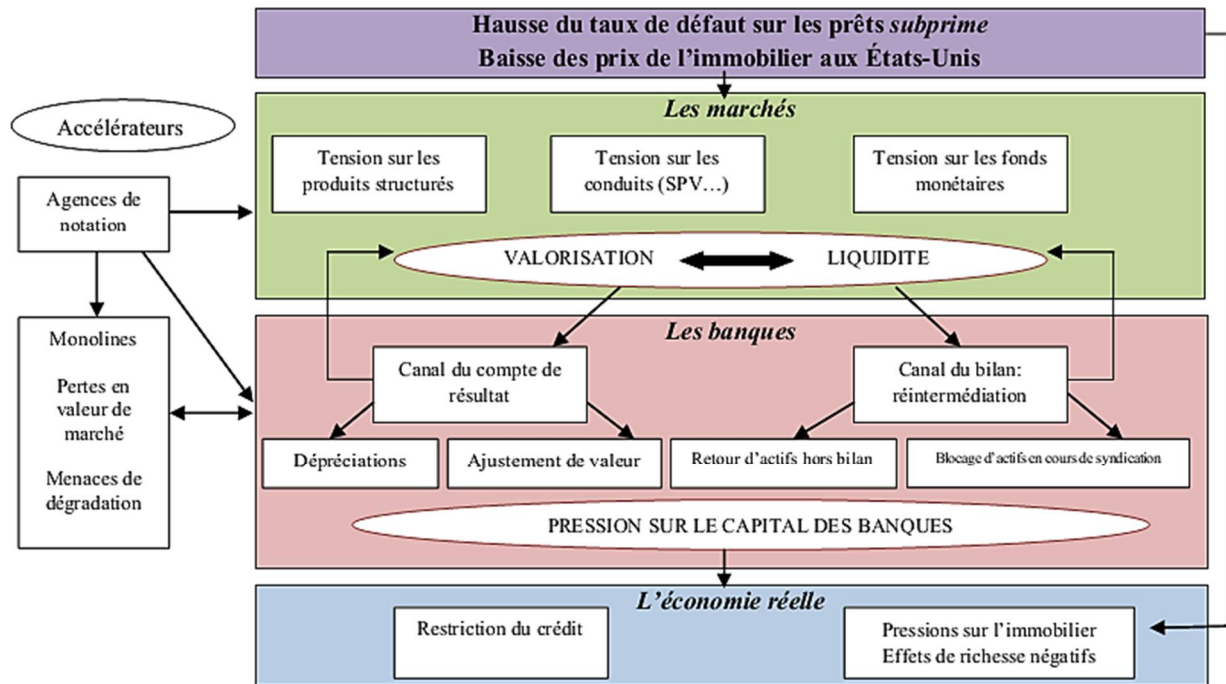 Hausse du taux de défaut sur les prêts subprime
Baisse des prix de l'immobilier aux États-Unis
Accélérateurs
Agences de
notation
Monolines
Pertes en
valeur de
marché
Menaces de
dégradation
Les marchés
Tension sur les
produits structurés
Tension sur les
conduits (SPV…)
Tension sur les fonds
monétaires
VALORISATION
LIQUIDITE
Les banques
Canal du compte de
résultat
Canal du bilan:
réintermédiation
Dépréciations
Ajustement de valeur
Retour d'actifs hors bilan
Blocage d'actifs en cours de syndication
PRESSION SUR LE CAPITAL DES BANQUES
L'économie réelle
Restriction du crédit
Pressions sur l'immobilier
Effets de richesse négatifs